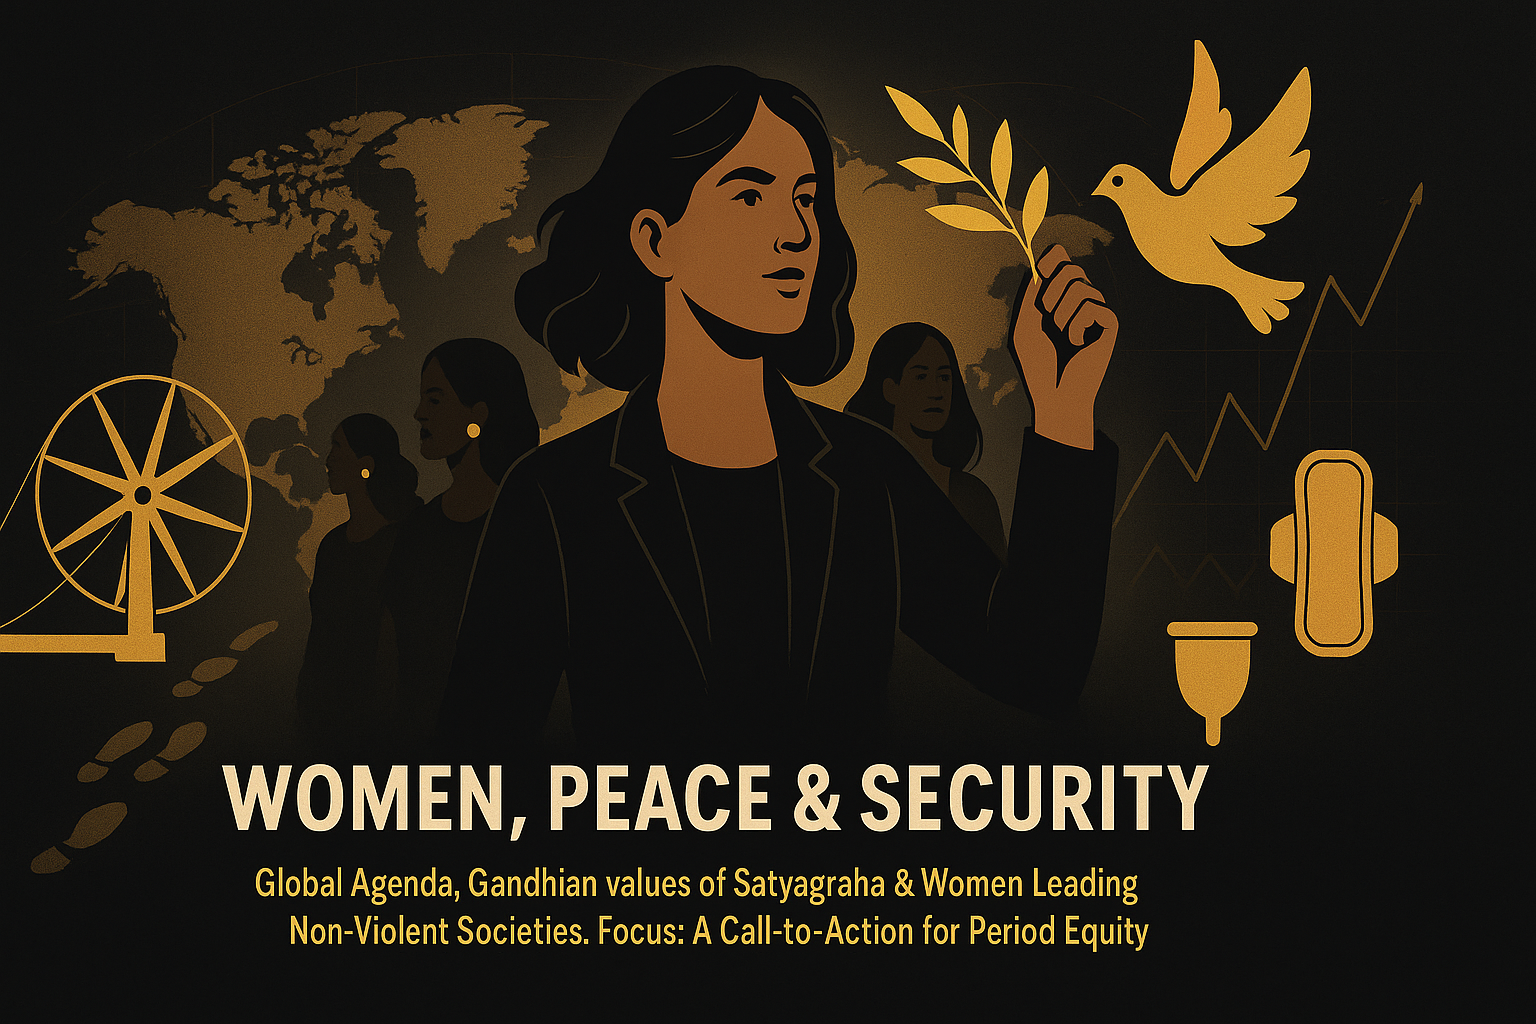 WOMEN, PEACE & SECURITY
Global Agenda, Gandhian values of Satyagraha & Women Leading
Non-Violent Societies. Focus: A Call-to-Action for Period Equity